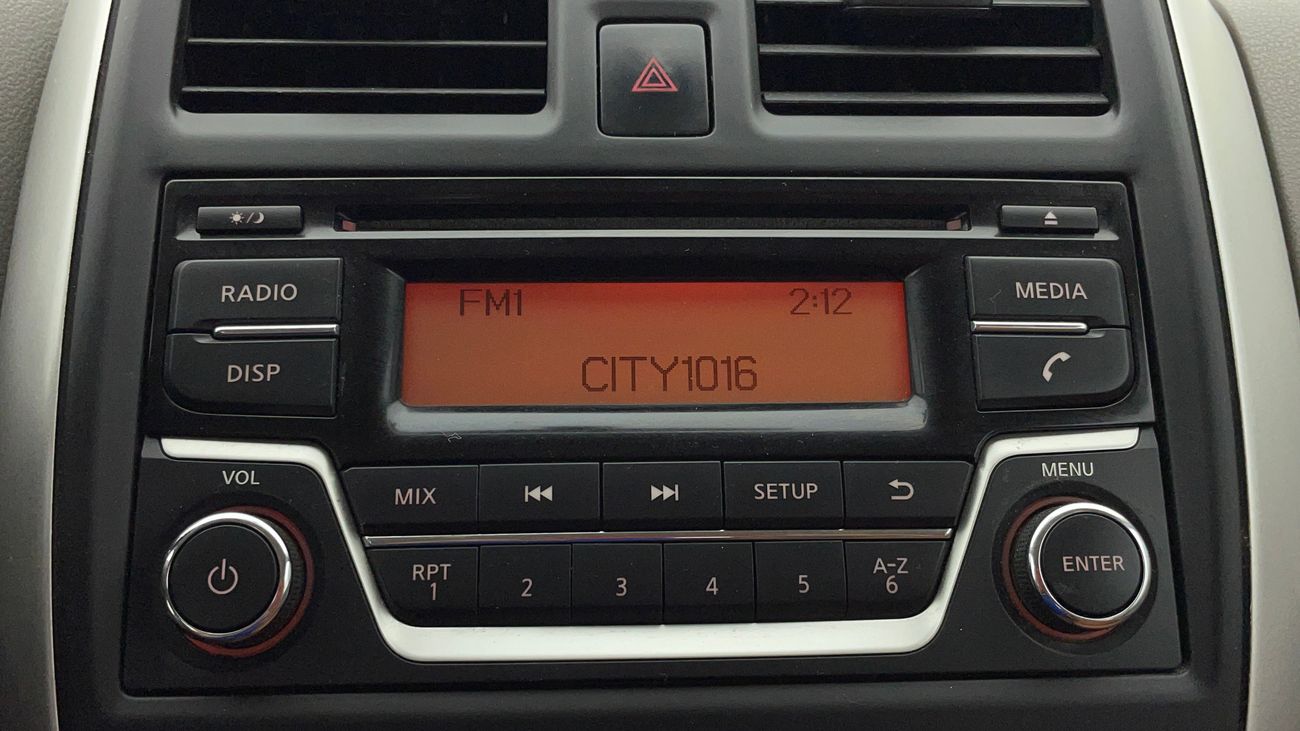 RADIO
FM1 2:12
MEDIA
DISP
CITY1016
VOL
MENU
MIX
SETUP
RPT
1
2
3
4
5
A-Z
6
ENTER